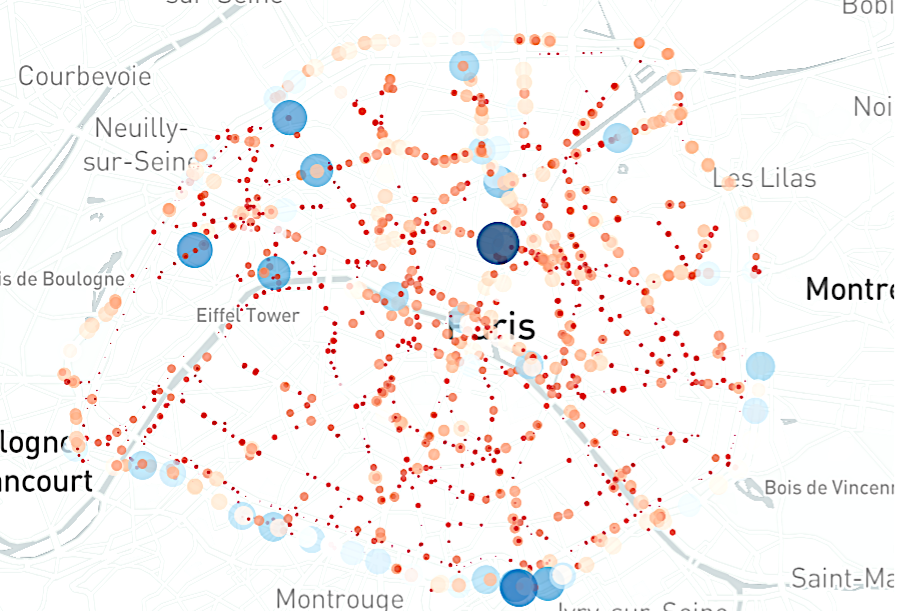 sur-Seine
Bobi
Courbevoie
Noi
Neuilly-
sur-Seine
Les Lilas
is de Boulogne
Montre
Eiffel Tower
Paris
logne
ancourt
Bois de Vincenn
Saint-Ma
Montrouge
Ivry-sur-Seine